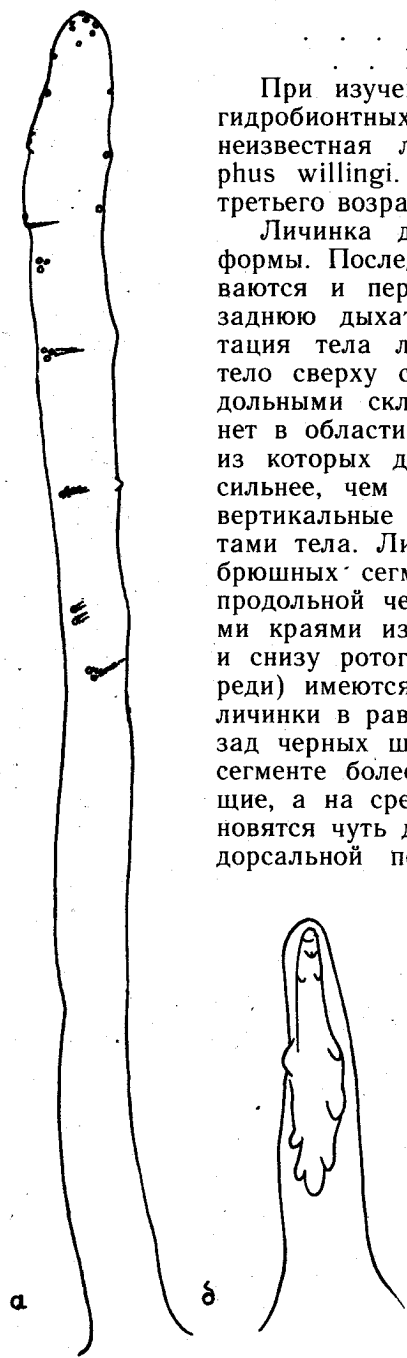 При изуче
гидробионтных
неизвестная л
phus willingi.
третьего возра
Личинка д
формы. После
ваются и пер
заднюю дыха
тация тела л
тело сверху с
дольными скл
нет в области
из которых д
сильнее, чем
вертикальные
тами тела. Ли
брюшных сегм
продольной че
ми краями из
и снизу ротог
реди) имеются
личинки в рав
зад черных ш
сегменте более
щие, а на сре
новятся чуть д
дорсальной п
а б